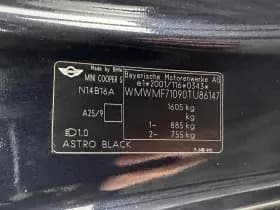 Made by BMW
MINI COOPER S
Bayerische Motorenwerke AG
e1*2001/116*0343*
N14B16A
WMWMF71090TU86147
1605 kg
kg
A25/9
1- 885 kg
1.0
2- 755 kg
ASTRO BLACK